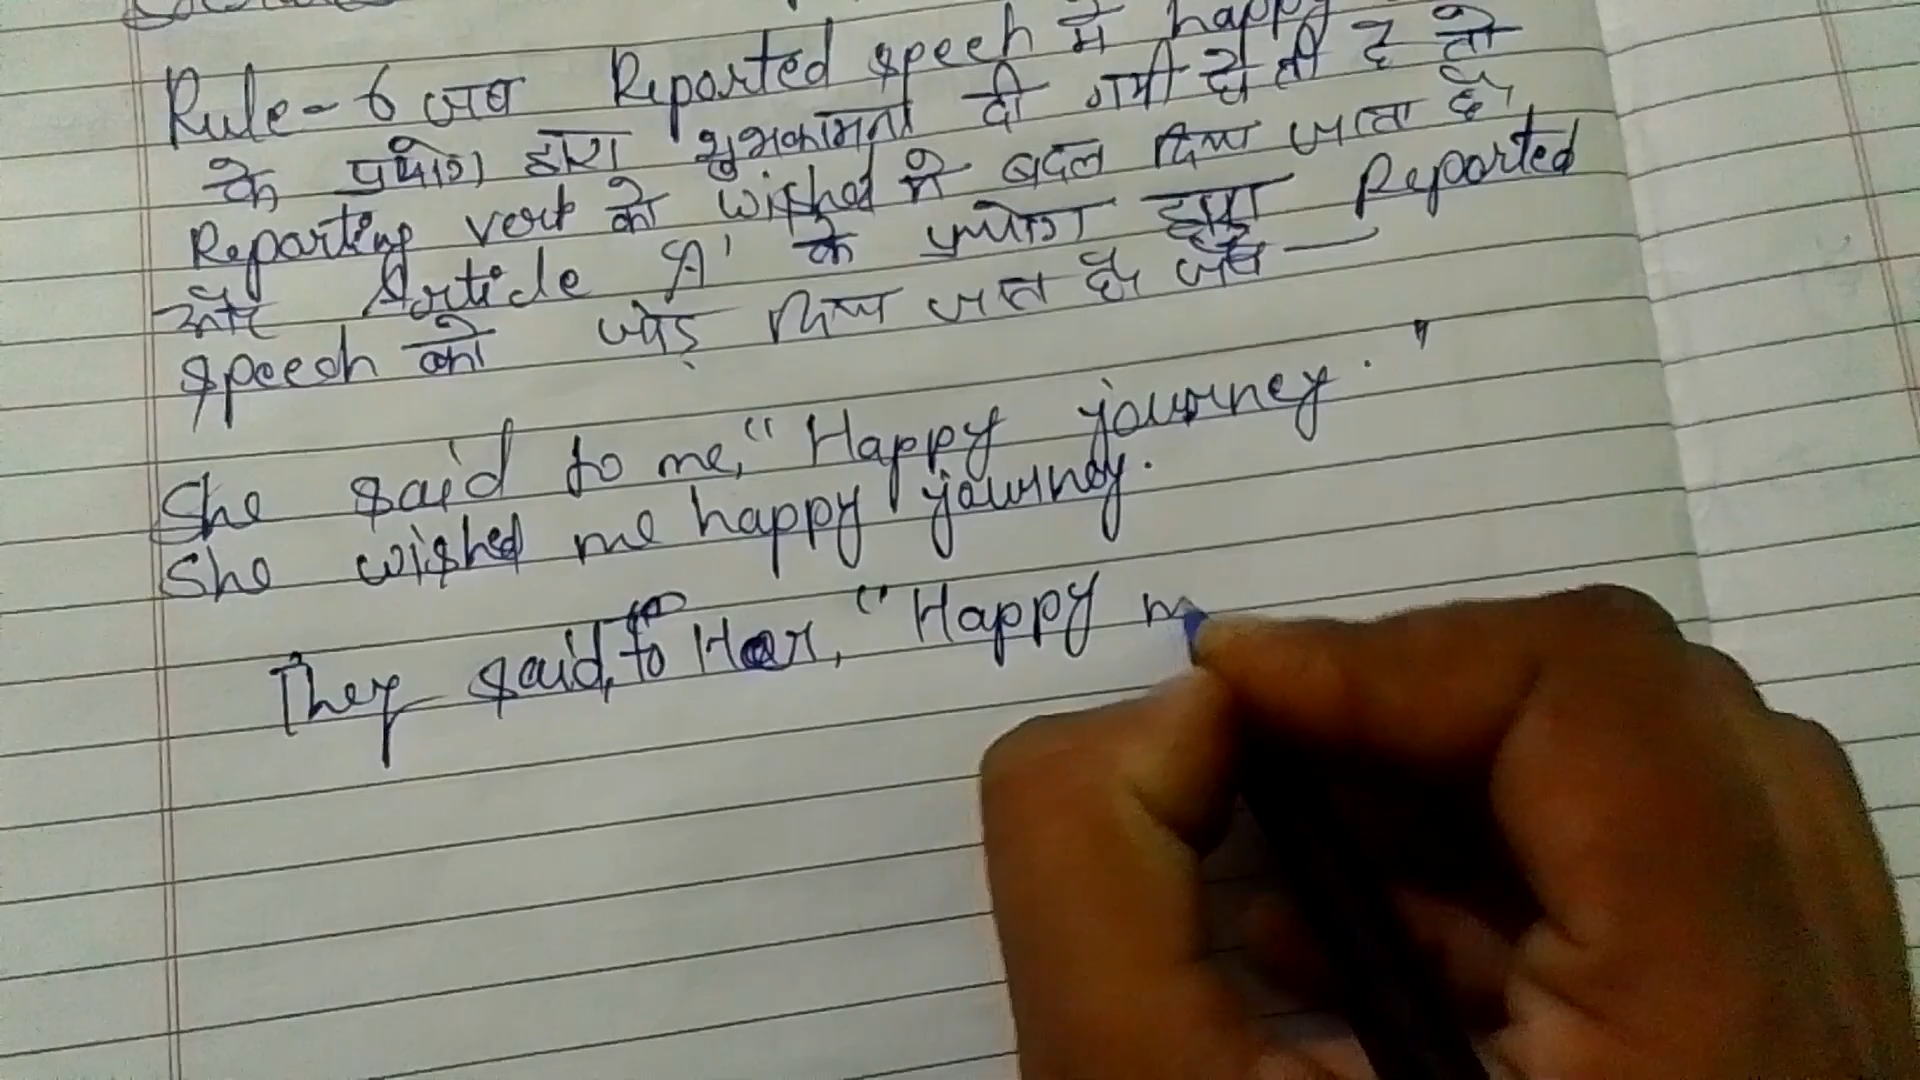 Rule-6 जब Reported speech में happy
के प्रयोग द्वारा शुभकामना दी गयी होती है तो
Reporting verb को wished में बदल दिया जाता है,
और Article 'A' के प्रयोग द्वारा Reported
speech को जोड़ दिया जाता है। जैसे —
She said to me, "Happy journey."
She wished me happy journey.
They said, to Her, "Happy m